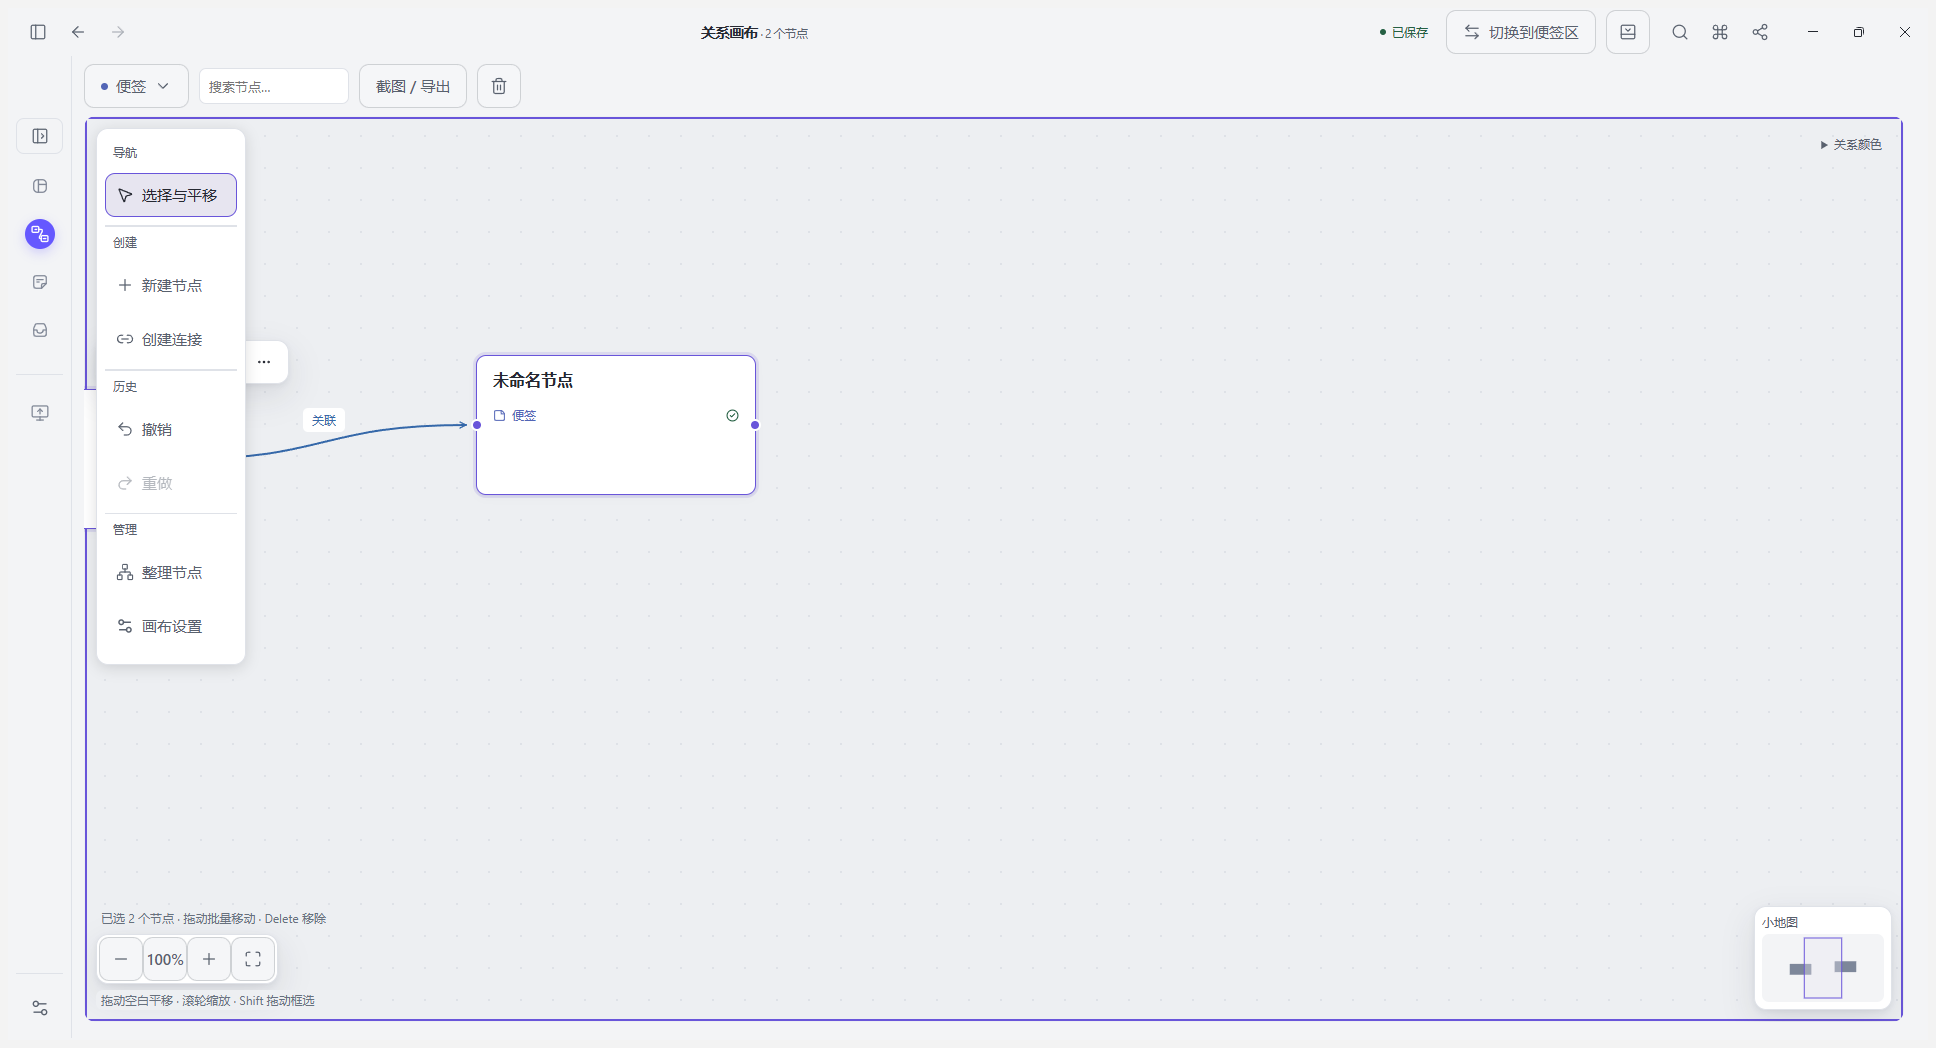 关系画布 · 2 个节点
已保存
切换到便签区
便签
搜索节点...
截图 / 导出
导航
选择与平移
创建
新建节点
创建连接
历史
撤销
重做
管理
整理节点
画布设置
关系颜色
关联
未命名节点
便签
已选 2 个节点 · 拖动批量移动 · Delete 移除
100%
拖动空白平移 · 滚轮缩放 · Shift 拖动框选
小地图